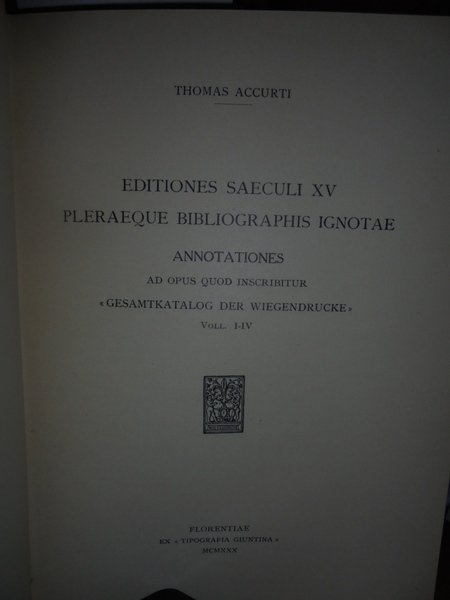 THOMAS ACCURTI
EDITIONES SAECULI XV
PLERAEQUE BIBLIOGRAPHIS IGNOTAE
ANNOTATIONES
AD OPUS QUOD INSCRIBITUR
«GESAMTKATALOG DER WIEGENDRUCKE»
VOLL. I-IV
FLORENTIAE
EX « TIPOGRAFIA GIUNTINA »
MCMXXX